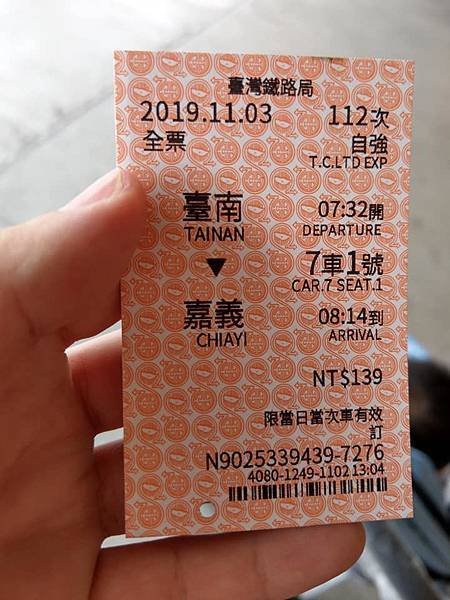 臺灣鐵路局
2019.11.03 112次
全票 自強
T.C.LTD EXP
臺南 07:32開
TAINAN DEPARTURE
▼ 7車1號
CAR.7 SEAT.1
嘉義 08:14到
CHIAYI ARRIVAL
NT$139
限當日當次車有效
訂
N9025339439-7276
4080-1249-1102 13:04